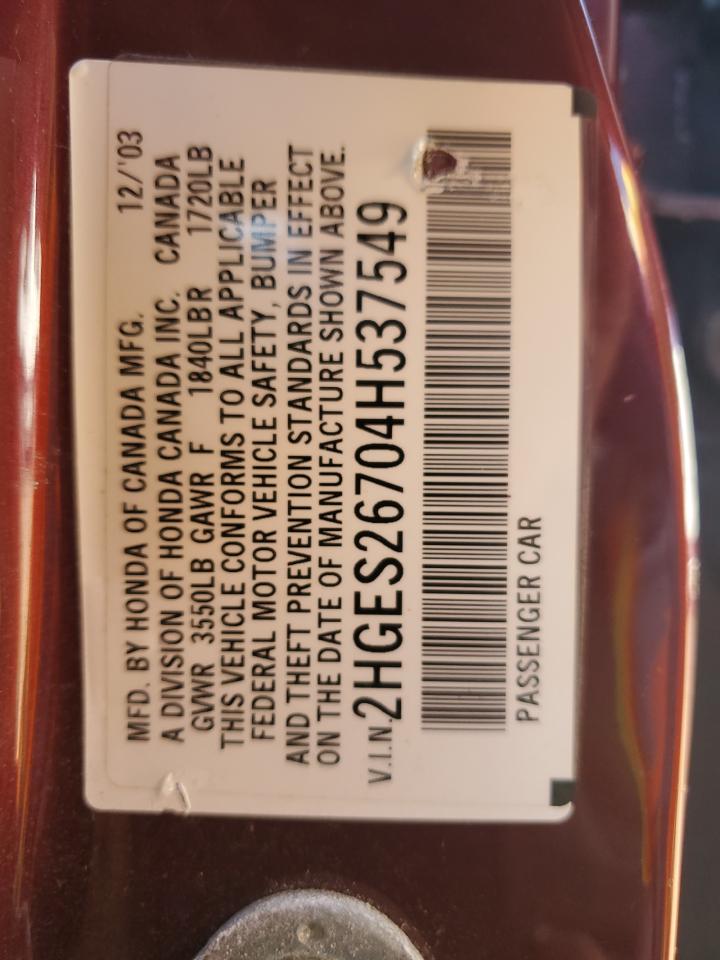 MFD. BY HONDA OF CANADA MFG. 12/'03
A DIVISION OF HONDA CANADA INC. CANADA
GVWR 3550LB GAWR F 1840LBR 1720LB
THIS VEHICLE CONFORMS TO ALL APPLICABLE
FEDERAL MOTOR VEHICLE SAFETY, BUMPER
AND THEFT PREVENTION STANDARDS IN EFFECT
ON THE DATE OF MANUFACTURE SHOWN ABOVE.
V.I.N. 2HGES26704H537549
PASSENGER CAR